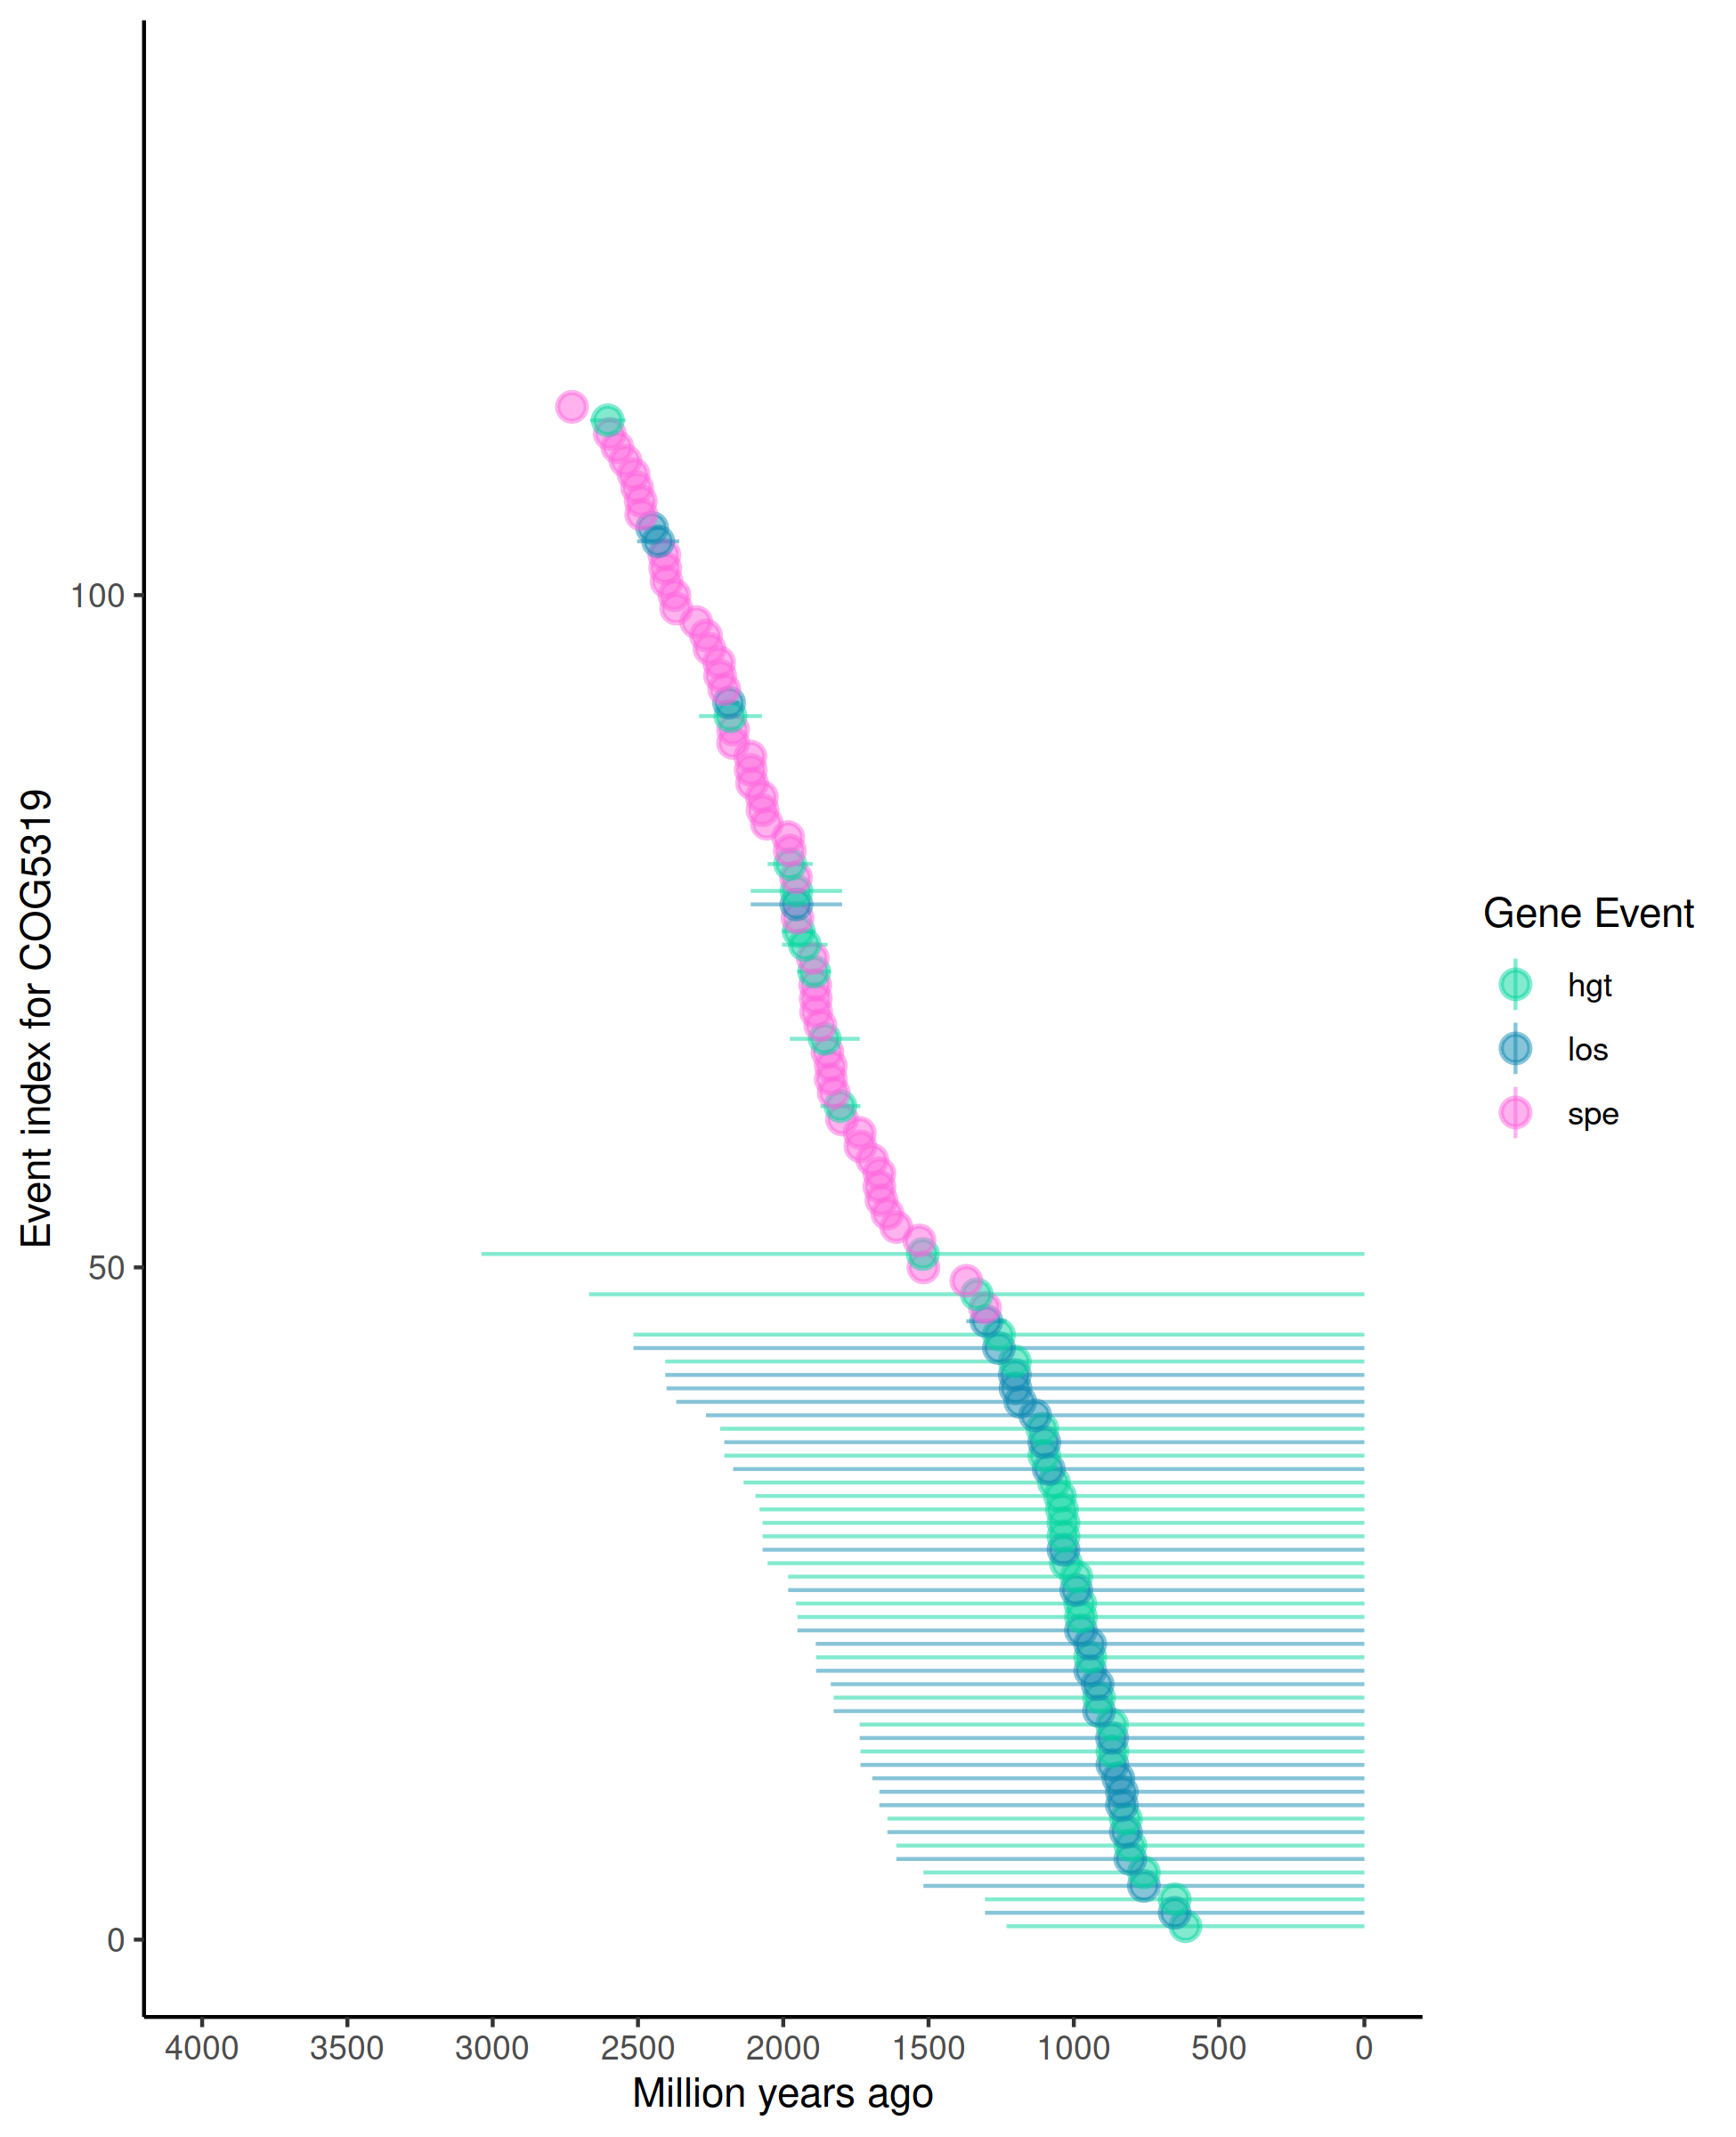 Event index for COG5319
100
50
0
4000 3500 3000 2500 2000 1500 1000 500 0
Million years ago
Gene Event
hgt
los
spe